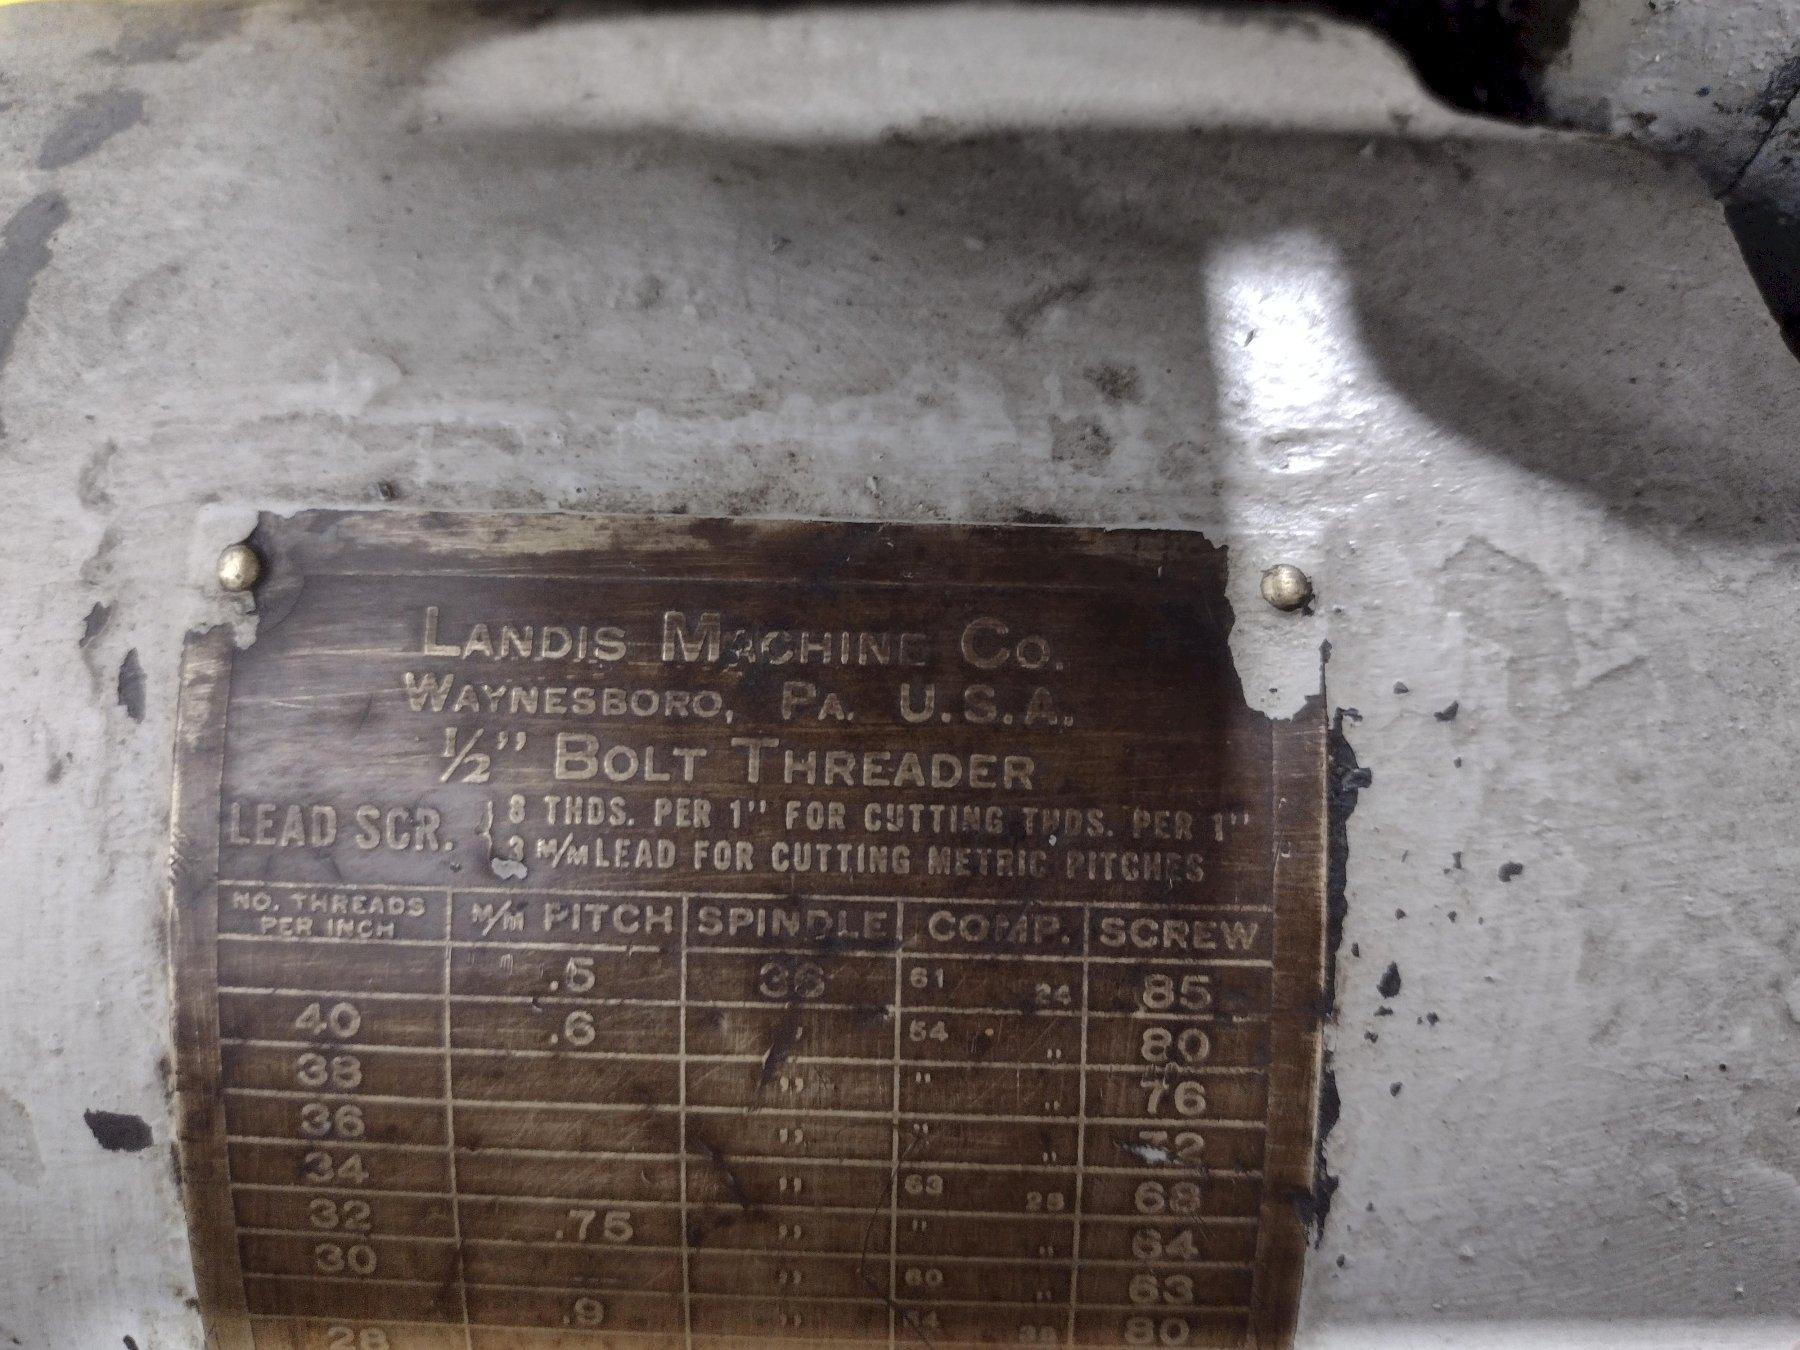 LANDIS MACHINE CO.
WAYNESBORO, PA. U.S.A.
1/2" BOLT THREADER
LEAD SCR. { 8 THDS. PER 1" FOR CUTTING THDS. PER 1"
3 M/M LEAD FOR CUTTING METRIC PITCHES
NO. THREADS PER INCH M/M PITCH SPINDLE COMP. SCREW
.5 36 61 24 85
40 .6 " 54 " 80
38 " " " 76
36 " " " 72
34 " 63 28 68
32 .75 " " " 64
30 " 60 " 63
.9 " 80
28